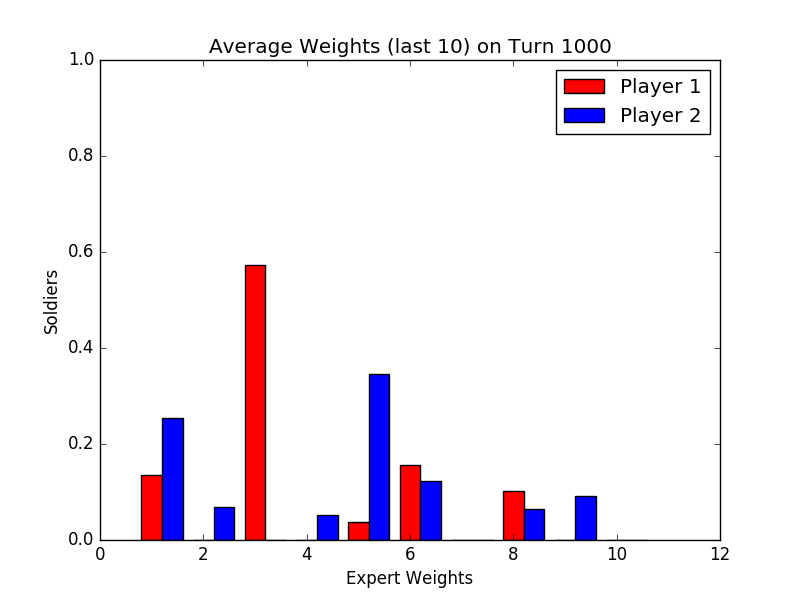 Average Weights (last 10) on Turn 1000
1.0
Player 1
Player 2
0.8
0.6
Soldiers
0.4
0.2
0.0
0 2 4 6 8 10 12
Expert Weights